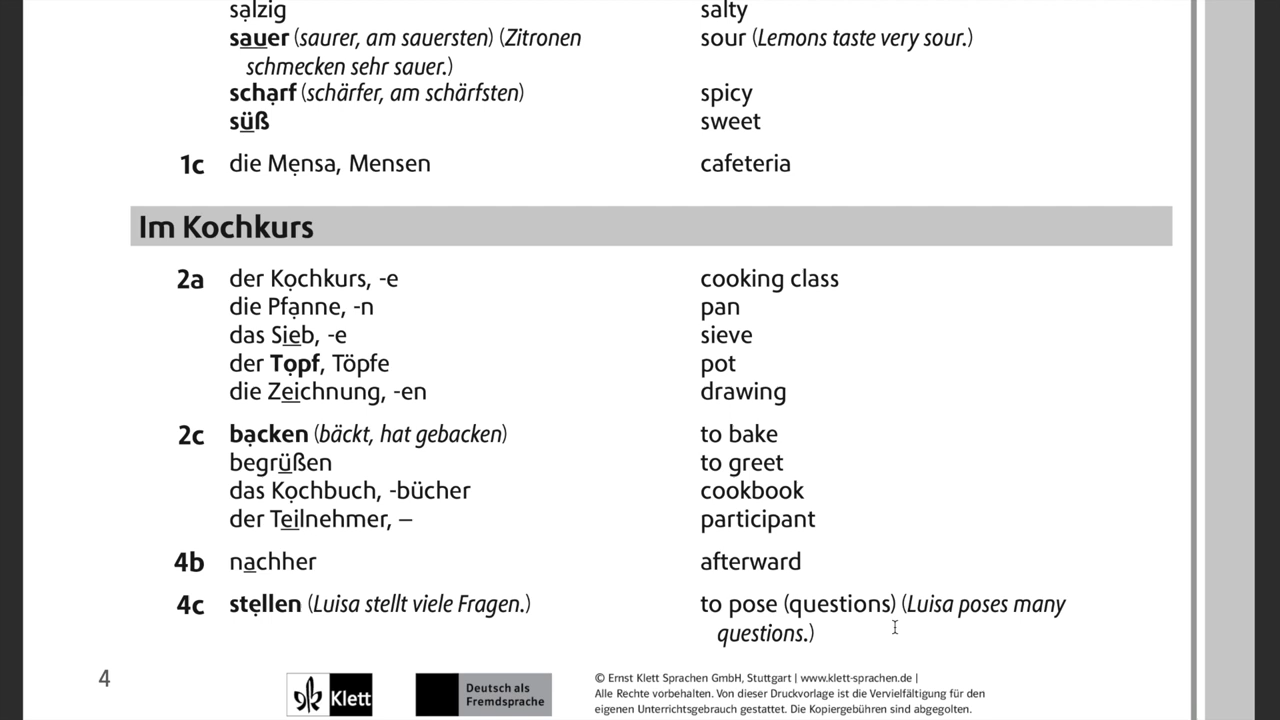 salzig salty
sauer (saurer, am sauersten) (Zitronen sour (Lemons taste very sour.)
schmecken sehr sauer.)
scharf (schärfer, am schärfsten) spicy
süß sweet
1c die Mensa, Mensen cafeteria
Im Kochkurs
2a der Kochkurs, -e cooking class
die Pfanne, -n pan
das Sieb, -e sieve
der Topf, Töpfe pot
die Zeichnung, -en drawing
2c backen (bäckt, hat gebacken) to bake
begrüßen to greet
das Kochbuch, -bücher cookbook
der Teilnehmer, – participant
4b nachher afterward
4c stellen (Luisa stellt viele Fragen.) to pose (questions) (Luisa poses many
questions.)
4
Klett
Deutsch als
Fremdsprache
© Ernst Klett Sprachen GmbH, Stuttgart | www.klett-sprachen.de |
Alle Rechte vorbehalten. Von dieser Druckvorlage ist die Vervielfältigung für den
eigenen Unterrichtsgebrauch gestattet. Die Kopiergebühren sind abgegolten.